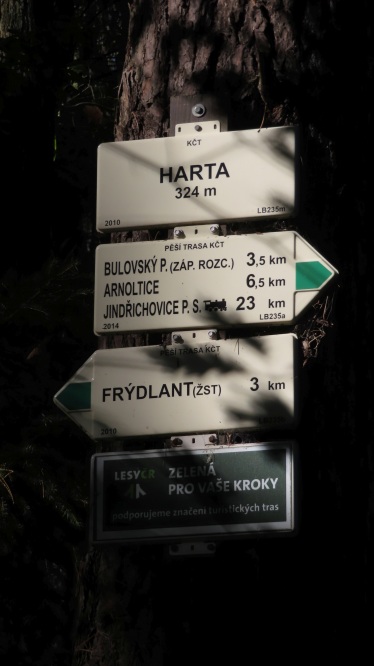 KČT
HARTA
324 m
2010 LB235m
PĚŠÍ TRASA KČT
BULOVSKÝ P. (ZÁP. ROZC.) 3,5 km
ARNOLTICE 6,5 km
JINDŘICHOVICE P. S. 23 km
2014 LB235a
PĚŠÍ TRASA KČT
FRÝDLANT (ŽST) 3 km
2010
LESY ČR ZELENÁ
PRO VAŠE KROKY
podporujeme značení turistických tras